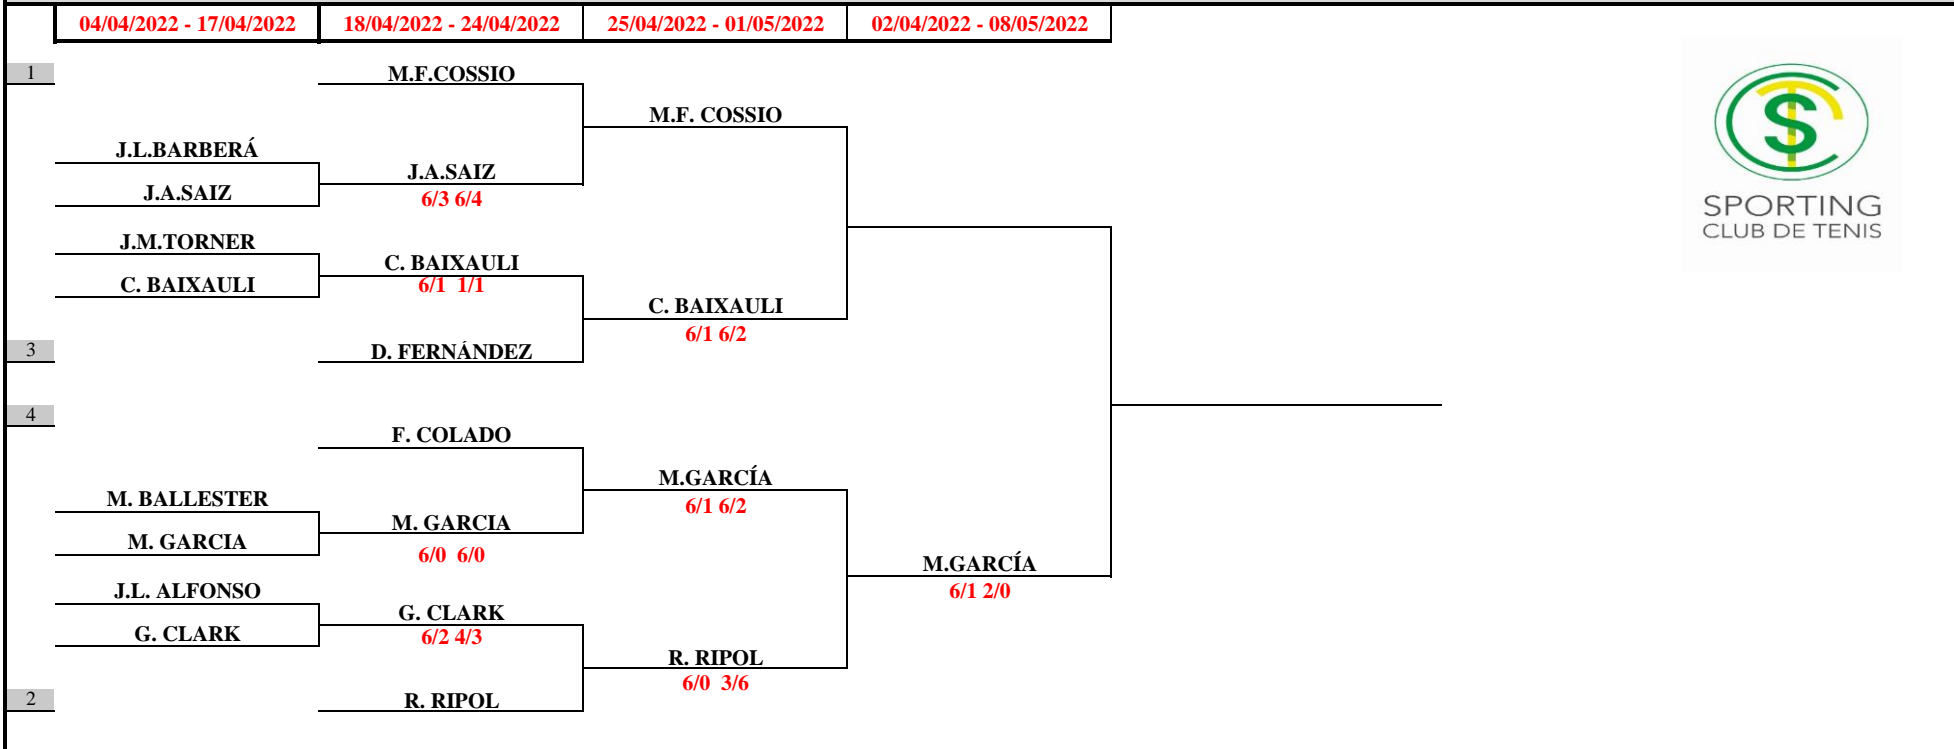 04/04/2022 - 17/04/2022 18/04/2022 - 24/04/2022 25/04/2022 - 01/05/2022 02/04/2022 - 08/05/2022
1 M.F.COSSIO
M.F. COSSIO
J.L.BARBERÁ
J.A.SAIZ
J.A.SAIZ 6/3 6/4
SPORTING
CLUB DE TENIS
J.M.TORNER
C. BAIXAULI
C. BAIXAULI 6/1 1/1
C. BAIXAULI
6/1 6/2
3 D. FERNÁNDEZ
4
F. COLADO
M.GARCÍA
M. BALLESTER 6/1 6/2
M. GARCIA
M. GARCIA
6/0 6/0
M.GARCÍA
J.L. ALFONSO 6/1 2/0
G. CLARK
G. CLARK 6/2 4/3
R. RIPOL
6/0 3/6
2 R. RIPOL